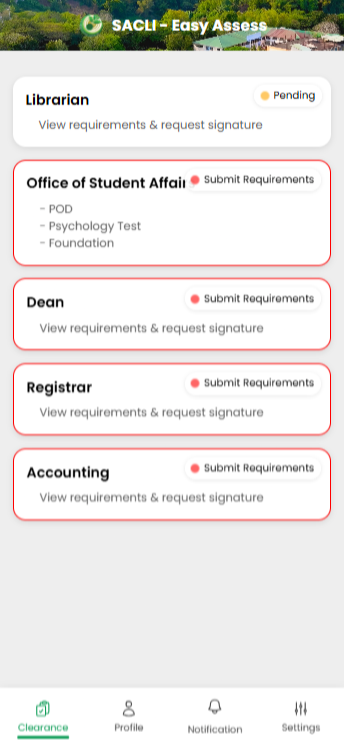 SACLI - Easy Assess
Librarian
Pending
View requirements & request signature
Office of Student Affair
Submit Requirements
- POD
- Psychology Test
- Foundation
Dean
Submit Requirements
View requirements & request signature
Registrar
Submit Requirements
View requirements & request signature
Accounting
Submit Requirements
View requirements & request signature
Clearance
Profile
Notification
Settings